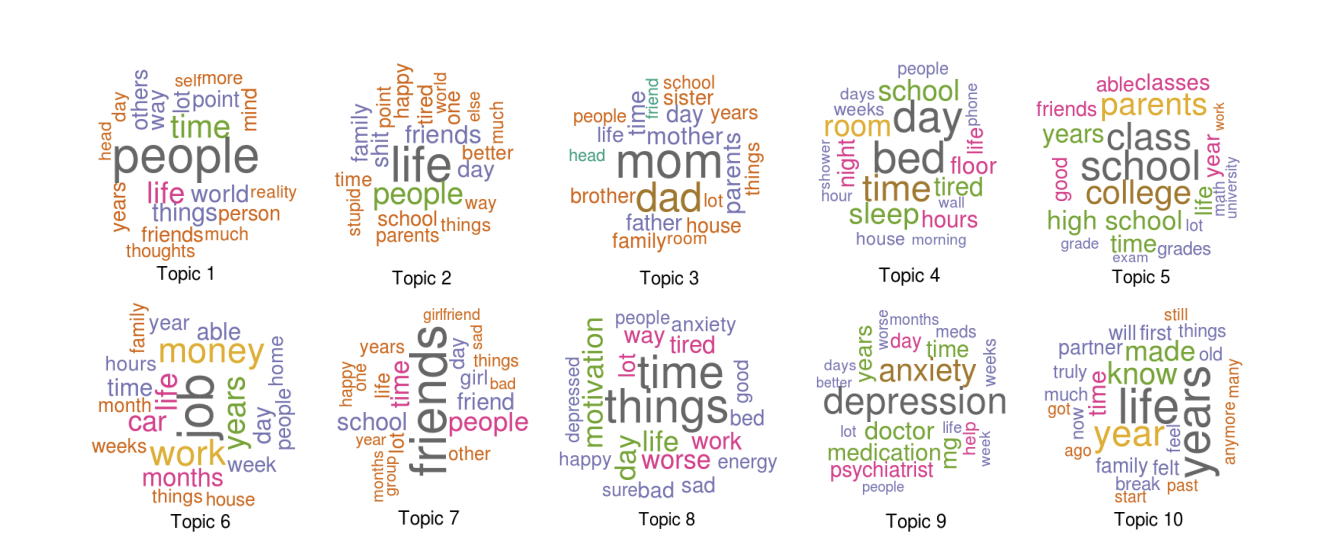 others
selfmore
day
way
lot
point
mind
time
head
people
years
life
world
reality
things
person
friends
much
thoughts
Topic 1
happy
world
point
tired
one
else
much
family
shit
friends
life
better
time
day
people
way
stupid
school
things
parents
Topic 2
friend
school
sister
time
people
day
years
life
mother
head
mom
parents
things
brother
dad
lot
father
house
family
room
Topic 3
people
days
school
phone
weeks
room
day
life
shower
night
bed
floor
hour
time
tired
wall
sleep
hours
house
morning
Topic 4
able
classes
friends
parents
work
years
class
year
good
school
math
university
college
life
high school
lot
grade
time
grades
exam
Topic 5
family
year
able
money
home
hours
time
life
job
years
month
car
day
people
weeks
work
week
months
things
house
Topic 6
girlfriend
sad
years
friends
day
things
happy
one
life
time
girl
bad
friend
school
people
year
lot
other
months
group
Topic 7
people
anxiety
motivation
way
tired
depressed
lot
time
good
things
bed
day
life
work
happy
worse
energy
sure
bad
sad
Topic 8
worse
months
meds
years
day
time
weeks
days
anxiety
better
depression
lot
doctor
life
help
week
medication
mg
psychiatrist
people
Topic 9
still
will
first
things
partner
made
old
truly
know
many
much
time
life
years
got
now
year
feel
anymore
ago
family
felt
break
past
start
Topic 10